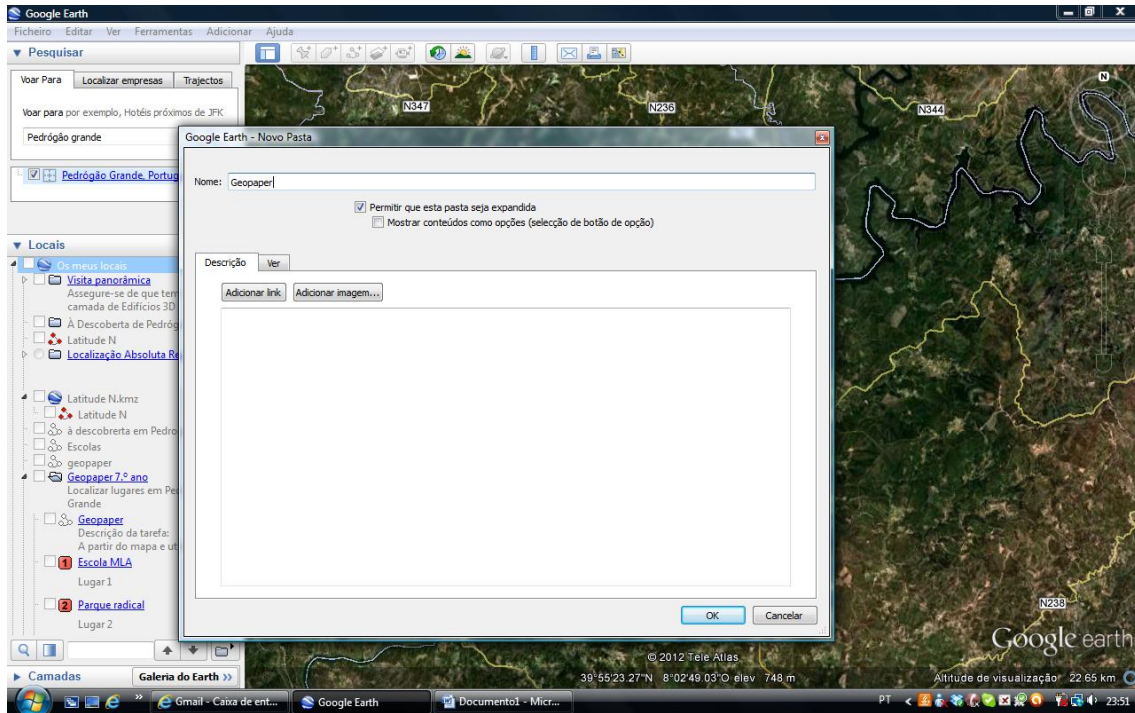 Google Earth
Ficheiro Editar Ver Ferramentas Adicionar Ajuda
Pesquisar
Voar Para Localizar empresas Trajectos
Voar para por exemplo, Hotéis próximos de JFK
Pedrógão grande
Pedrógão Grande, Portug
Locais
Os meus locais
Visita panorâmica
Assegure-se de que tem
camada de Edifícios 3D
À Descoberta de Pedróg
Latitude N
Localização Absoluta Re
Latitude N.kmz
Latitude N
à descobrerta em Pedro
Escolas
geopaper
Geopaper 7.º ano
Localizar lugares em Pe
Grande
Geopaper
Descrição da tarefa:
A partir do mapa e ut
1 Escola MLA
Lugar 1
2 Parque radical
Lugar 2
Camadas Galeria do Earth >>
Google Earth - Novo Pasta
Nome: Geopaper
Permitir que esta pasta seja expandida
Mostrar conteúdos como opções (selecção de botão de opção)
Descrição Ver
Adicionar link Adicionar imagem...
OK Cancelar
N347
N236
N344
N
N238
Google earth
© 2012 Tele Atlas
39°55'23.27"N 8°02'49.03"O elev 748 m
Altitude de visualização 22.65 km
Gmail - Caixa de ent... Google Earth Documento1 - Micr... PT 23:51